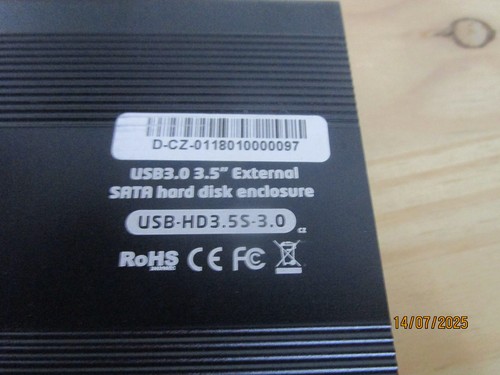 D-CZ-0118010000097
USB3.0 3.5" External
SATA hard disk enclosure
USB-HD3.5S-3.0
CZ
RoHS
CE FC
14/07/2025